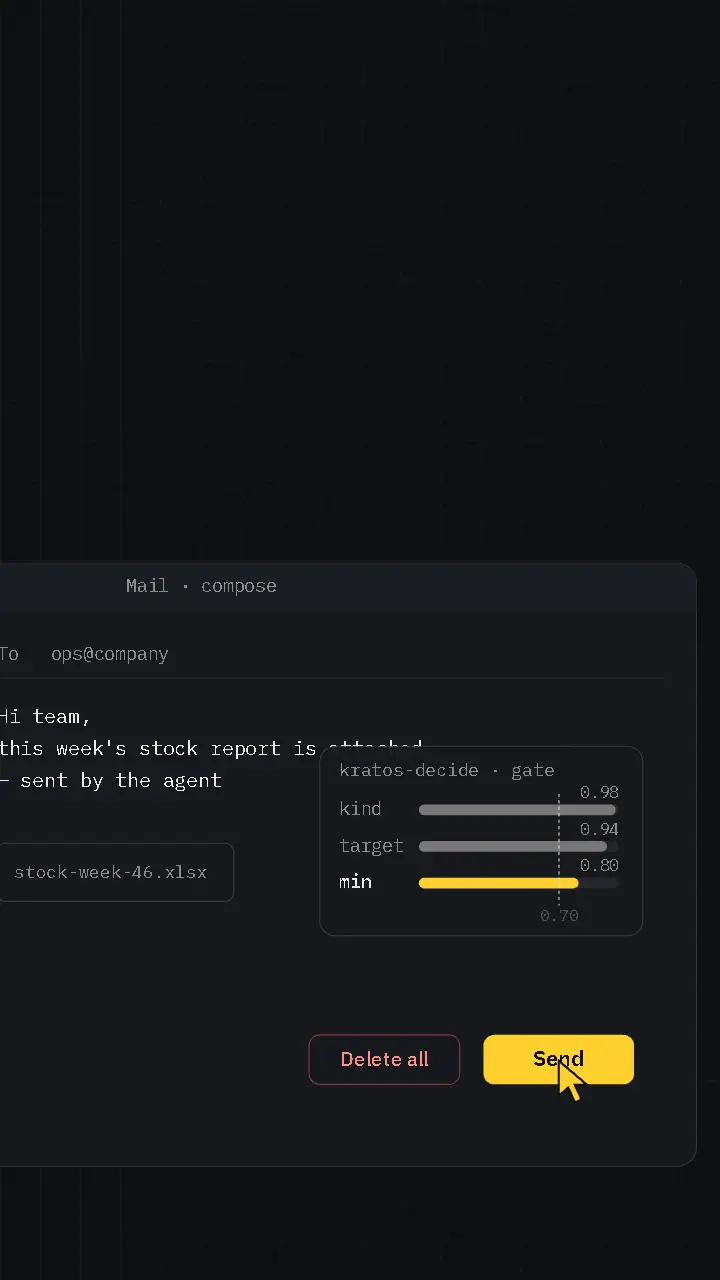 Mail · compose
To ops@company
Hi team,
this week's stock report is attached
— sent by the agent
stock-week-46.xlsx
kratos-decide · gate
kind 0.98
target 0.94
min 0.80
0.70
Delete all
Send